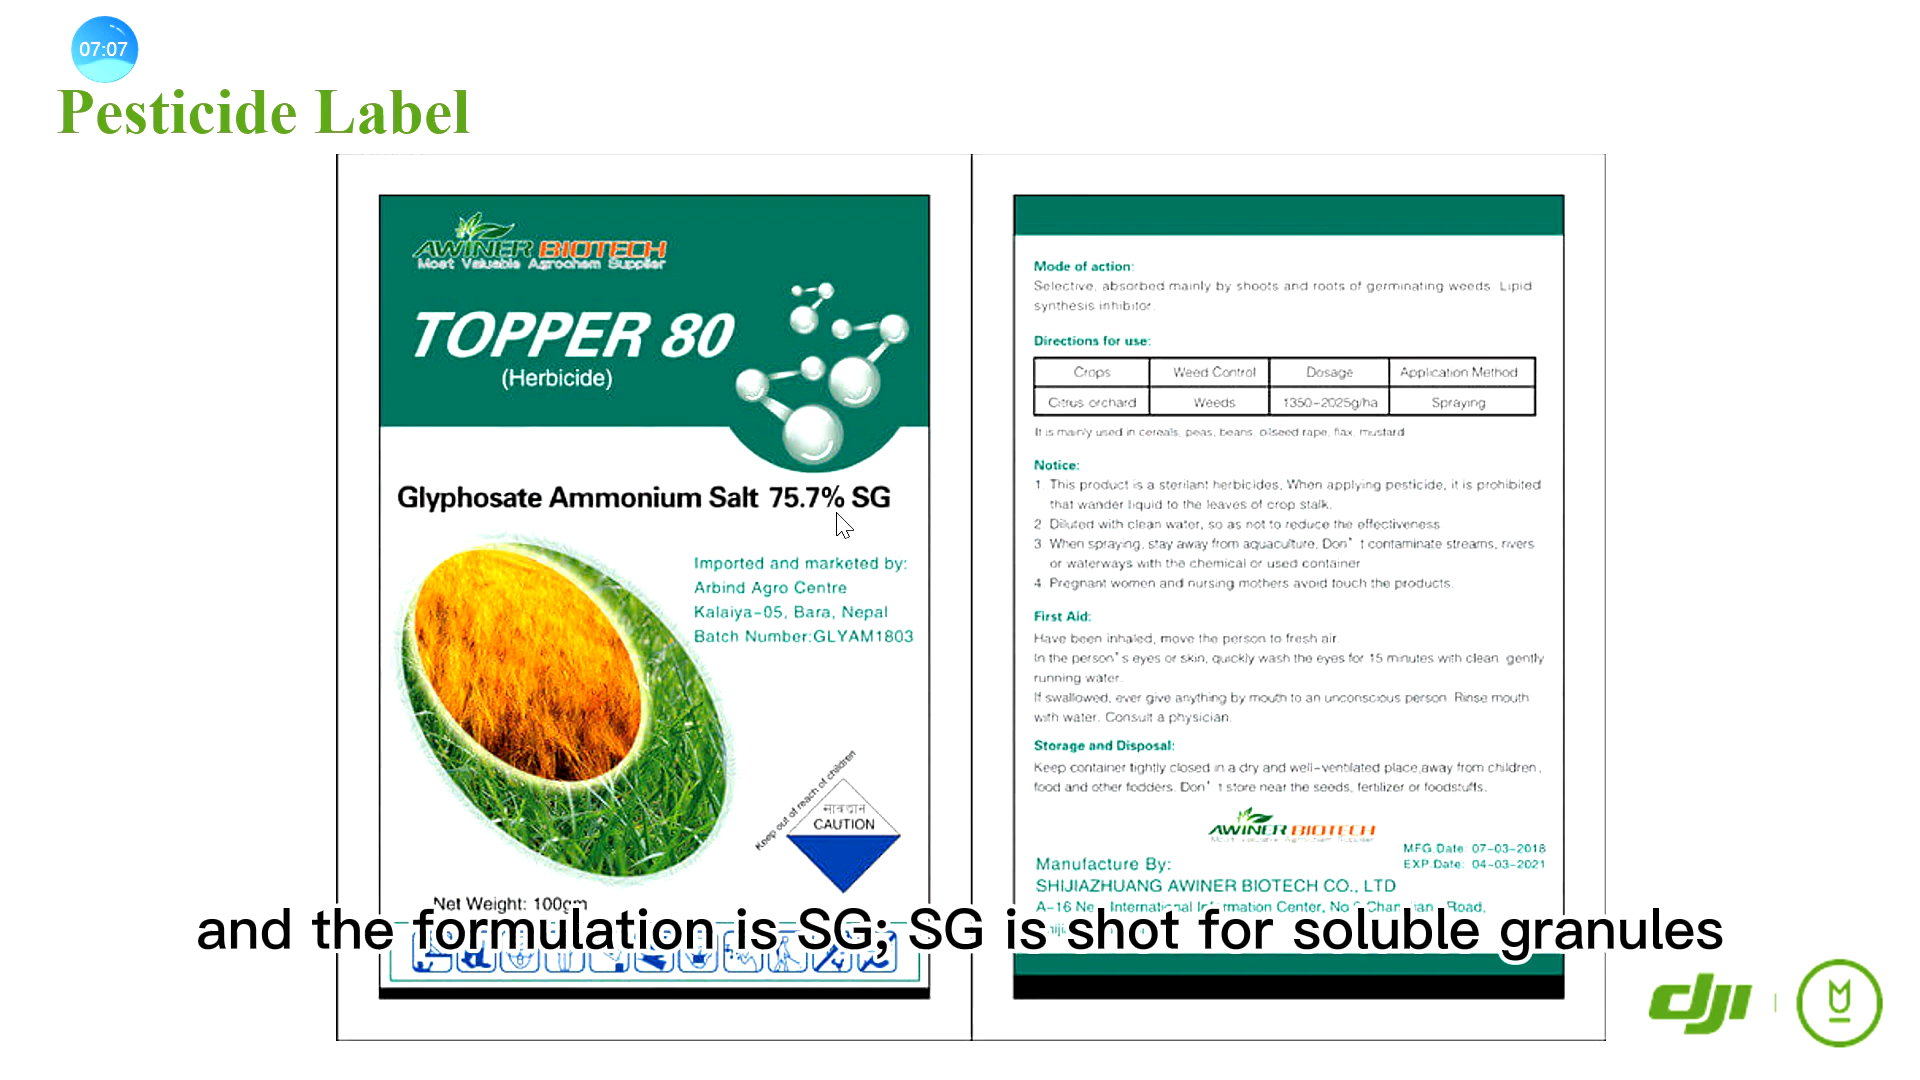 07:07
Pesticide Label
AWINER BIOTECH
Most Valuable Agrochem Supplier
TOPPER 80
(Herbicide)
Glyphosate Ammonium Salt 75.7% SG
Imported and marketed by:
Arbind Agro Centre
Kalaiya-05, Bara, Nepal
Batch Number:GLYAM1803
Keep out of reach of children
CAUTION
Net Weight: 100gm
Mode of action:
Selective, absorbed mainly by shoots and roots of germinating weeds. Lipid
synthesis inhibitor.
Directions for use:
Crops Weed Control Dosage Application Method
Citrus orchard Weeds 1350-2025g/ha Spraying
It is mainly used in cereals, peas, beans, oilseed rape, flax, mustard
Notice:
1 This product is a sterilant herbicides, When applying pesticide, it is prohibited
that wander liquid to the leaves of crop stalk.
2 Diluted with clean water, so as not to reduce the effectiveness.
3 When spraying, stay away from aquaculture, Don't contaminate streams, rivers
or waterways with the chemical or used container
4 Pregnant women and nursing mothers avoid touch the products.
First Aid:
Have been inhaled, move the person to fresh air.
In the person's eyes or skin, quickly wash the eyes for 15 minutes with clean, gently
running water.
If swallowed, ever give anything by mouth to an unconscious person. Rinse mouth
with water. Consult a physician.
Storage and Disposal:
Keep container tightly closed in a dry and well-ventilated place,away from children,
food and other fodders. Don't store near the seeds, fertilizer or foodstuffs.
AWINER BIOTECH
Most Valuable Agrochem Supplier
MFG.Date: 07-03-2018
EXP.Date: 04-03-2021
Manufacture By:
SHIJIAZHUANG AWINER BIOTECH CO., LTD
A-16 International Information Center, Road,
and the formulation is SG; SG is shot for soluble granules
dji